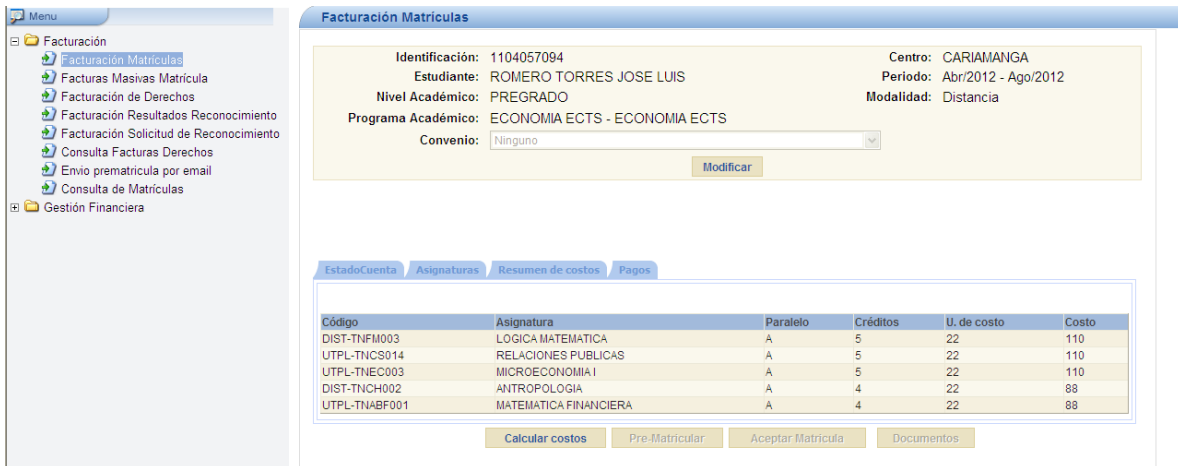 Menu
Facturación
Facturación Matrículas
Facturas Masivas Matrícula
Facturación de Derechos
Facturación Resultados Reconocimiento
Facturación Solicitud de Reconocimiento
Consulta Facturas Derechos
Envio prematricula por email
Consulta de Matrículas
Gestión Financiera
Facturación Matrículas
Identificación: 1104057094 Centro: CARIAMANGA
Estudiante: ROMERO TORRES JOSE LUIS Periodo: Abr/2012 - Ago/2012
Nivel Académico: PREGRADO Modalidad: Distancia
Programa Académico: ECONOMIA ECTS - ECONOMIA ECTS
Convenio: Ninguno
Modificar
EstadoCuenta Asignaturas Resumen de costos Pagos
Código Asignatura Paralelo Créditos U. de costo Costo
DIST-TNFM003 LOGICA MATEMATICA A 5 22 110
UTPL-TNCS014 RELACIONES PUBLICAS A 5 22 110
UTPL-TNEC003 MICROECONOMIA I A 5 22 110
DIST-TNCH002 ANTROPOLOGIA A 4 22 88
UTPL-TNABF001 MATEMATICA FINANCIERA A 4 22 88
Calcular costos Pre-Matricular Aceptar Matricula Documentos